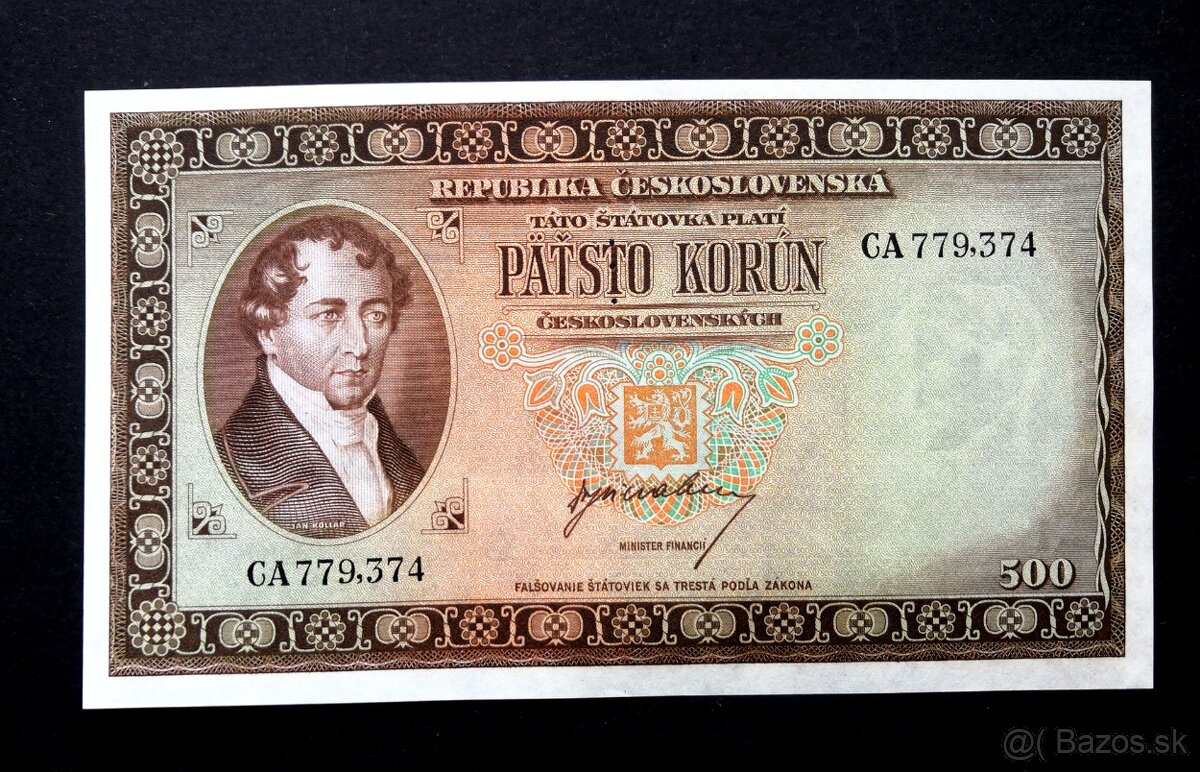 REPUBLIKA ČESKOSLOVENSKÁ
TÁTO ŠTÁTOVKA PLATÍ
PÄŤSTO KORÚN
ČESKOSLOVENSKÝCH
CA 779,374
JAN KOLLAR
CA 779,374
MINISTER FINANCIÍ
FALŠOVANIE ŠTÁTOVIEK SA TRESTÁ PODĽA ZÁKONA
500
@( Bazos.sk